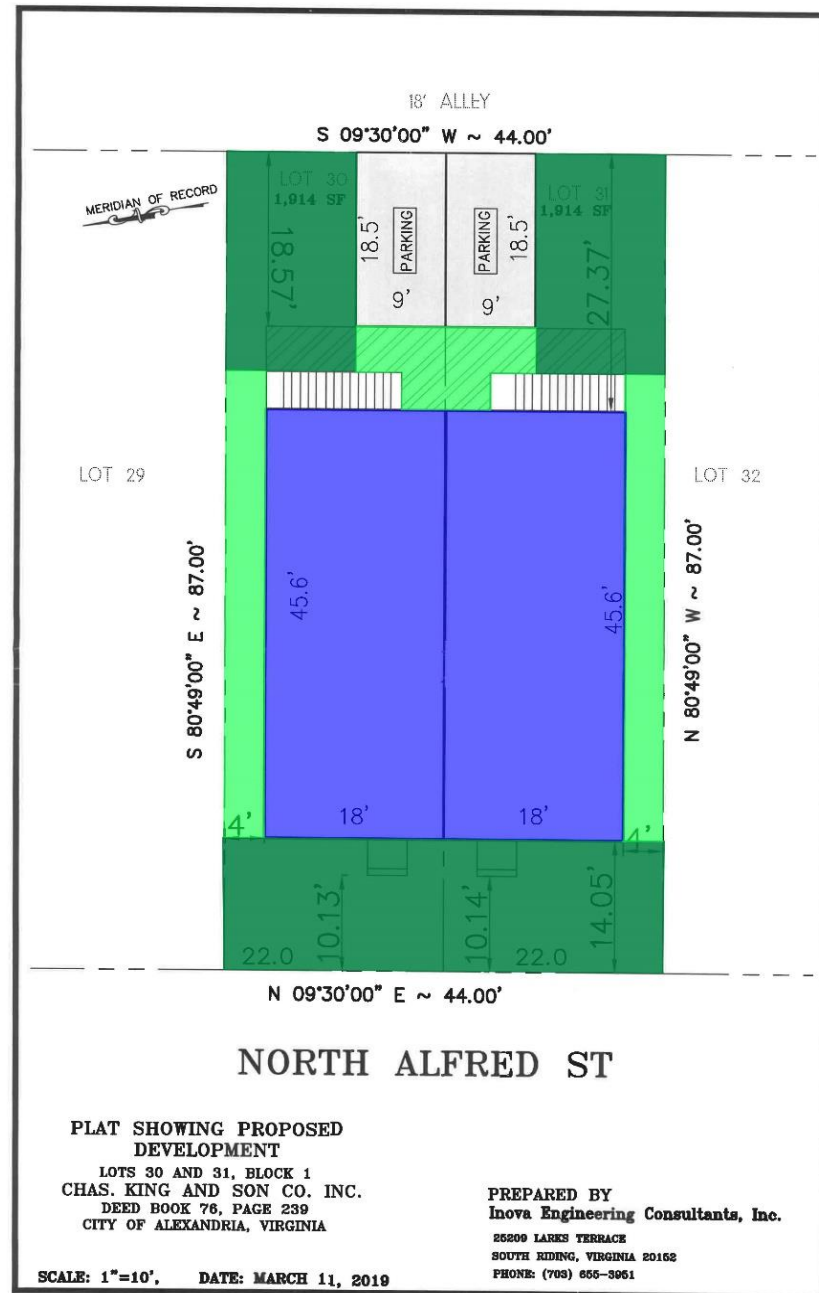 18' ALLEY
S 09°30'00" W ~ 44.00'
MERIDIAN OF RECORD
N
LOT 30
1,914 SF
LOT 31
1,914 SF
18.57'
18.5'
PARKING
9'
PARKING
18.5'
9'
27.37'
LOT 29
LOT 32
S 80°49'00" E ~ 87.00'
45.6'
45.6'
N 80°49'00" W ~ 87.00'
4'
18'
18'
4'
10.13'
10.14'
14.05'
22.0
22.0
N 09°30'00" E ~ 44.00'
NORTH ALFRED ST
PLAT SHOWING PROPOSED
DEVELOPMENT
LOTS 30 AND 31, BLOCK 1
CHAS. KING AND SON CO. INC.
DEED BOOK 76, PAGE 239
CITY OF ALEXANDRIA, VIRGINIA
SCALE: 1"=10', DATE: MARCH 11, 2019
PREPARED BY
Inova Engineering Consultants, Inc.
25209 LARKS TERRACE
SOUTH RIDING, VIRGINIA 20152
PHONE: (703) 655-3951